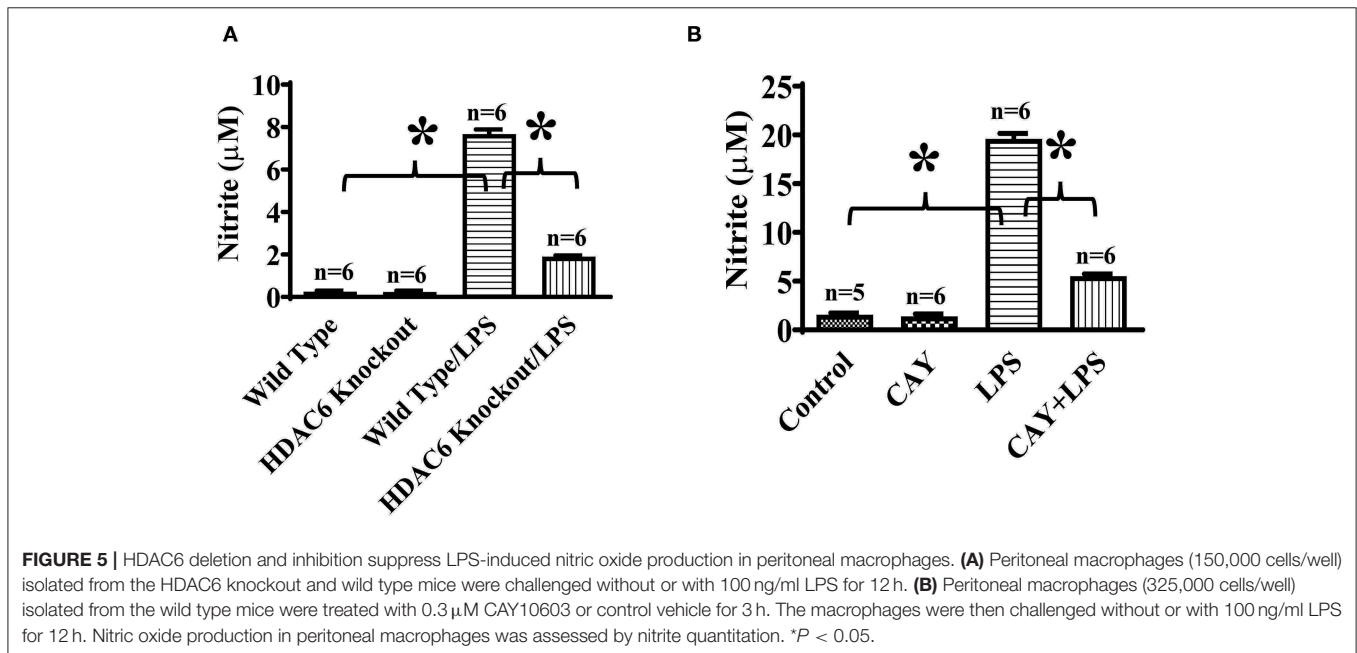 A
Nitrite (μM)
10
8
6
4
2
0
n=6
n=6
n=6
n=6
*
*
Wild Type
HDAC6 Knockout
Wild Type/LPS
HDAC6 Knockout/LPS
B
Nitrite (μM)
25
20
15
10
5
0
n=5
n=6
n=6
n=6
*
*
Control
CAY
LPS
CAY+LPS
FIGURE 5 | HDAC6 deletion and inhibition suppress LPS-induced nitric oxide production in peritoneal macrophages. (A) Peritoneal macrophages (150,000 cells/well)
isolated from the HDAC6 knockout and wild type mice were challenged without or with 100 ng/ml LPS for 12 h. (B) Peritoneal macrophages (325,000 cells/well)
isolated from the wild type mice were treated with 0.3 μM CAY10603 or control vehicle for 3 h. The macrophages were then challenged without or with 100 ng/ml LPS
for 12 h. Nitric oxide production in peritoneal macrophages was assessed by nitrite quantitation. *P < 0.05.